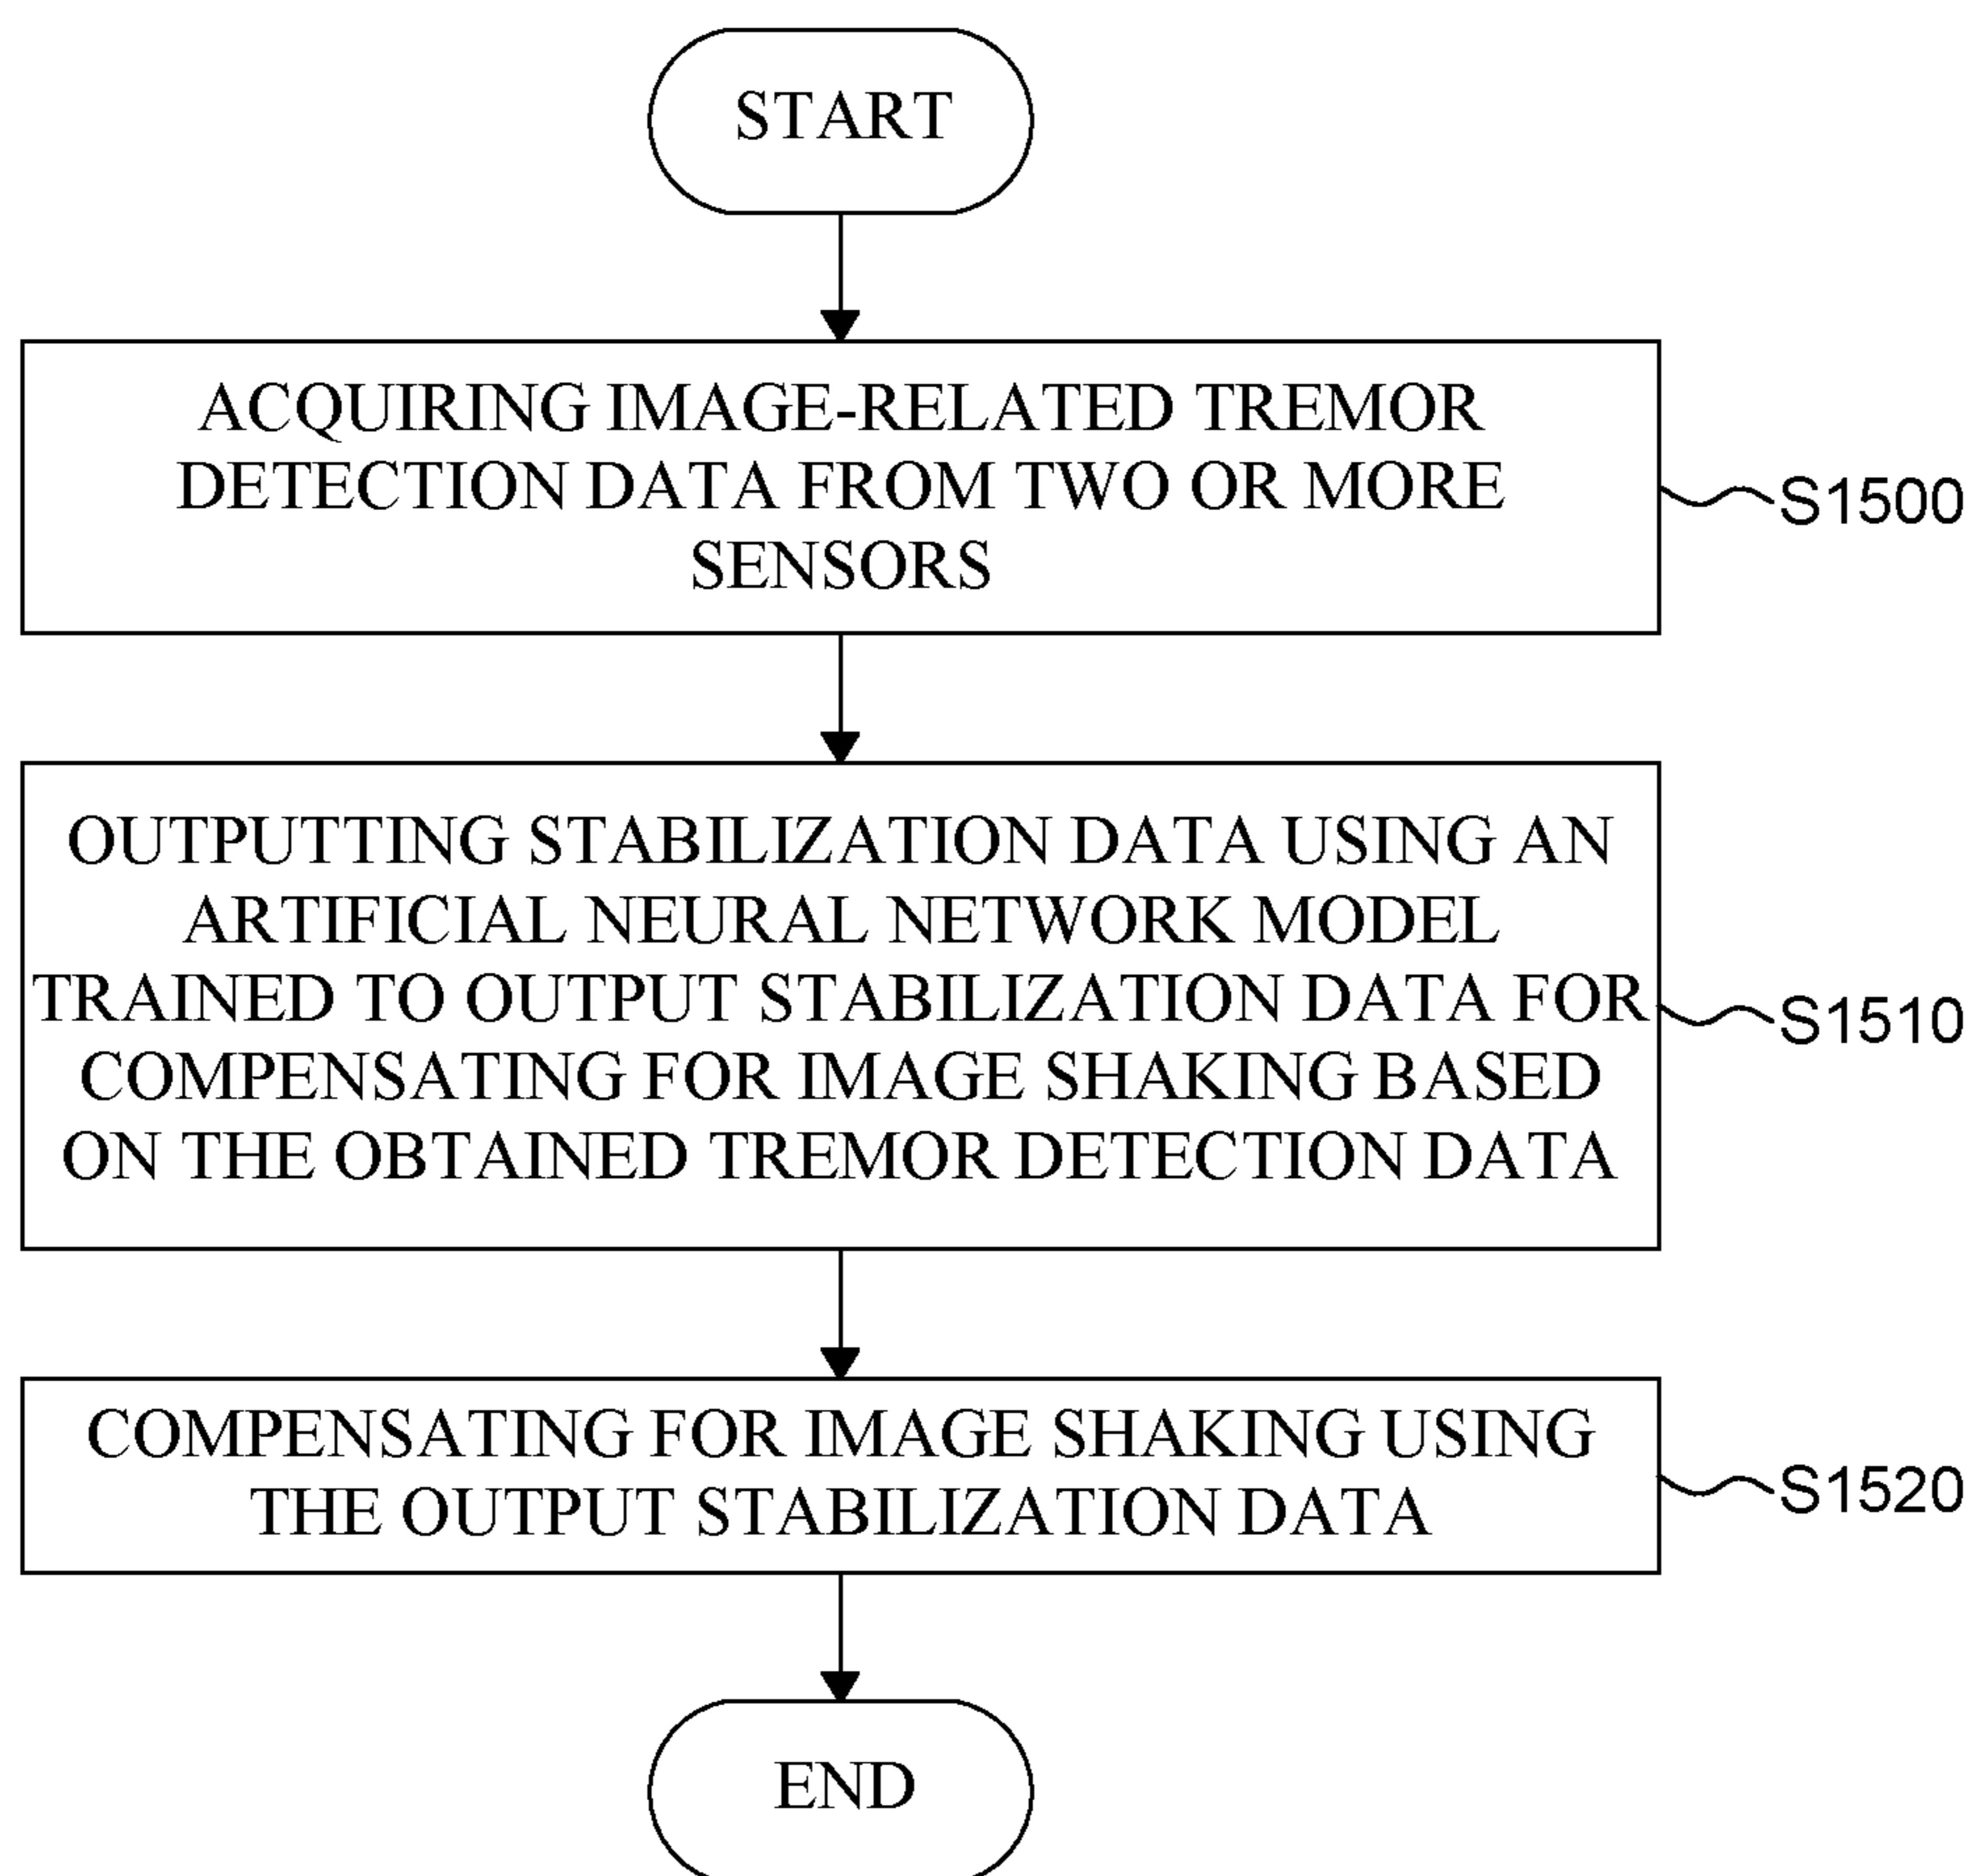 START
ACQUIRING IMAGE-RELATED TREMOR
DETECTION DATA FROM TWO OR MORE
SENSORS
S1500
OUTPUTTING STABILIZATION DATA USING AN
ARTIFICIAL NEURAL NETWORK MODEL
TRAINED TO OUTPUT STABILIZATION DATA FOR
COMPENSATING FOR IMAGE SHAKING BASED
ON THE OBTAINED TREMOR DETECTION DATA
S1510
COMPENSATING FOR IMAGE SHAKING USING
THE OUTPUT STABILIZATION DATA
S1520
END